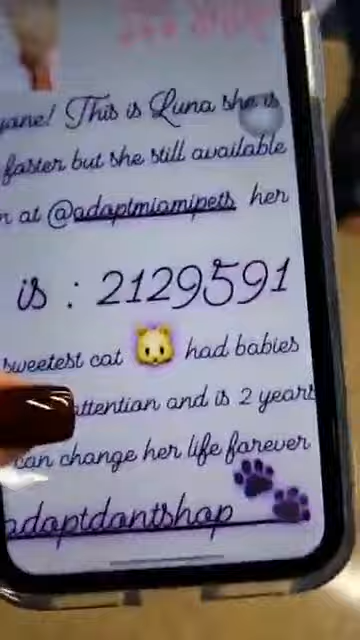 This is Luna she is
faster but she still available
at @adoptmiamipets her
is : 2129591
sweetest cat 🐱 had babies
attention and is 2 years
can change her life forever
adoptdontshop